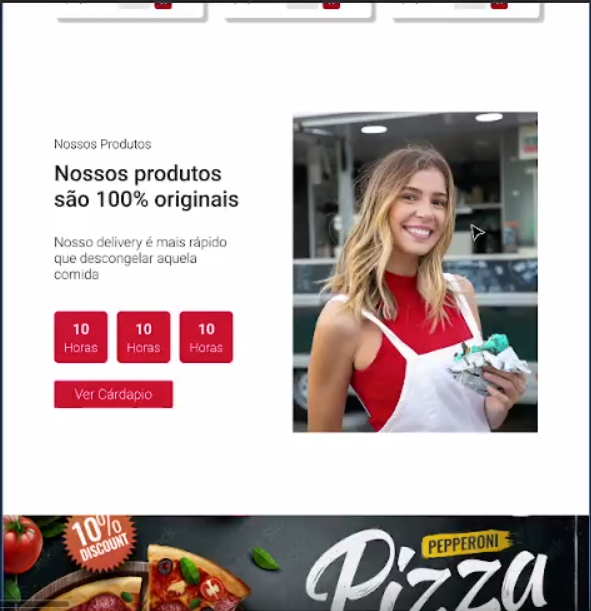 Nossos Produtos
Nossos produtos
são 100% originais
Nosso delivery é mais rápido
que descongelar aquela
comida
10 10 10
Horas Horas Horas
Ver Cárdapio
10%
DISCOUNT
PEPPERONI
Pizza